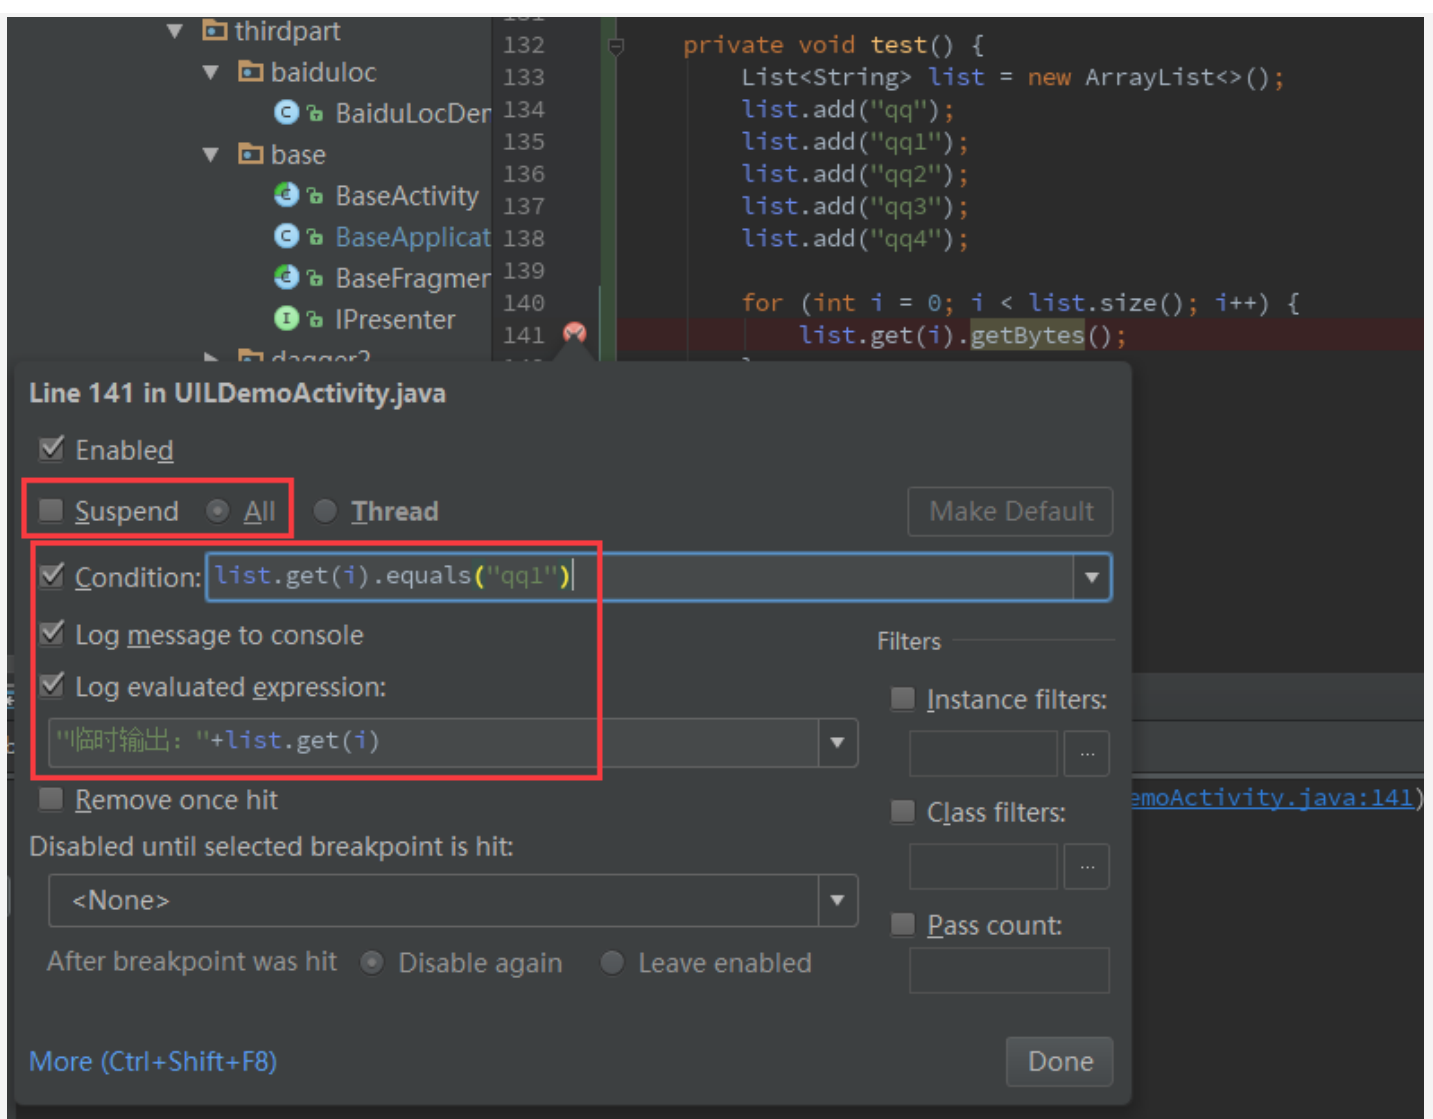 thirdpart
baiduloc
BaiduLocDer
base
BaseActivity
BaseApplicat
BaseFragmer
IPresenter
dagger2
132 private void test() {
133 List<String> list = new ArrayList<>();
134 list.add("qq");
135 list.add("qq1");
136 list.add("qq2");
137 list.add("qq3");
138 list.add("qq4");
139
140 for (int i = 0; i < list.size(); i++) {
141 list.get(i).getBytes();
Line 141 in UILDemoActivity.java
Enabled
Suspend All Thread Make Default
Condition: list.get(i).equals("qq1")
Log message to console
Filters
Log evaluated expression:
Instance filters:
"临时输出："+list.get(i)
...
Remove once hit
Class filters:
emoActivity.java:141)
Disabled until selected breakpoint is hit:
...
<None>
Pass count:
After breakpoint was hit Disable again Leave enabled
More (Ctrl+Shift+F8)
Done